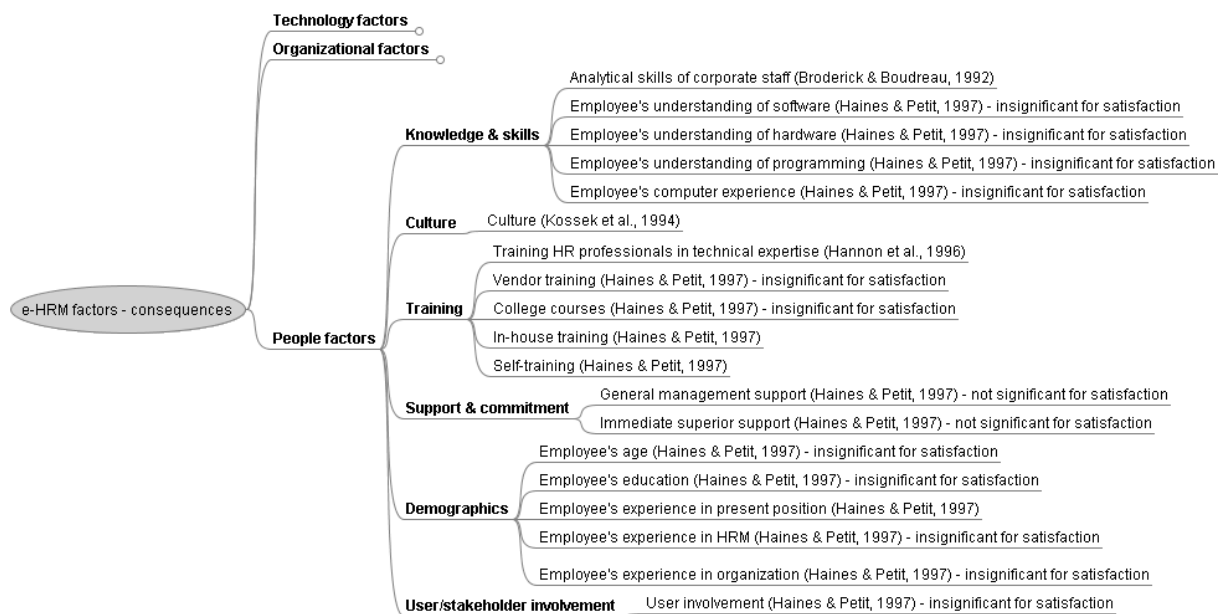 Technology factors
Organizational factors
Analytical skills of corporate staff (Broderick & Boudreau, 1992)
Employee's understanding of software (Haines & Petit, 1997) - insignificant for satisfaction
Knowledge & skills
Employee's understanding of hardware (Haines & Petit, 1997) - insignificant for satisfaction
Employee's understanding of programming (Haines & Petit, 1997) - insignificant for satisfaction
Employee's computer experience (Haines & Petit, 1997) - insignificant for satisfaction
Culture
Culture (Kossek et al., 1994)
Training HR professionals in technical expertise (Hannon et al., 1996)
Vendor training (Haines & Petit, 1997) - insignificant for satisfaction
e-HRM factors - consequences
Training
College courses (Haines & Petit, 1997) - insignificant for satisfaction
People factors
In-house training (Haines & Petit, 1997)
Self-training (Haines & Petit, 1997)
General management support (Haines & Petit, 1997) - not significant for satisfaction
Support & commitment
Immediate superior support (Haines & Petit, 1997) - not significant for satisfaction
Employee's age (Haines & Petit, 1997) - insignificant for satisfaction
Employee's education (Haines & Petit, 1997) - insignificant for satisfaction
Demographics
Employee's experience in present position (Haines & Petit, 1997)
Employee's experience in HRM (Haines & Petit, 1997) - insignificant for satisfaction
Employee's experience in organization (Haines & Petit, 1997) - insignificant for satisfaction
User/stakeholder involvement
User involvement (Haines & Petit, 1997) - insignificant for satisfaction